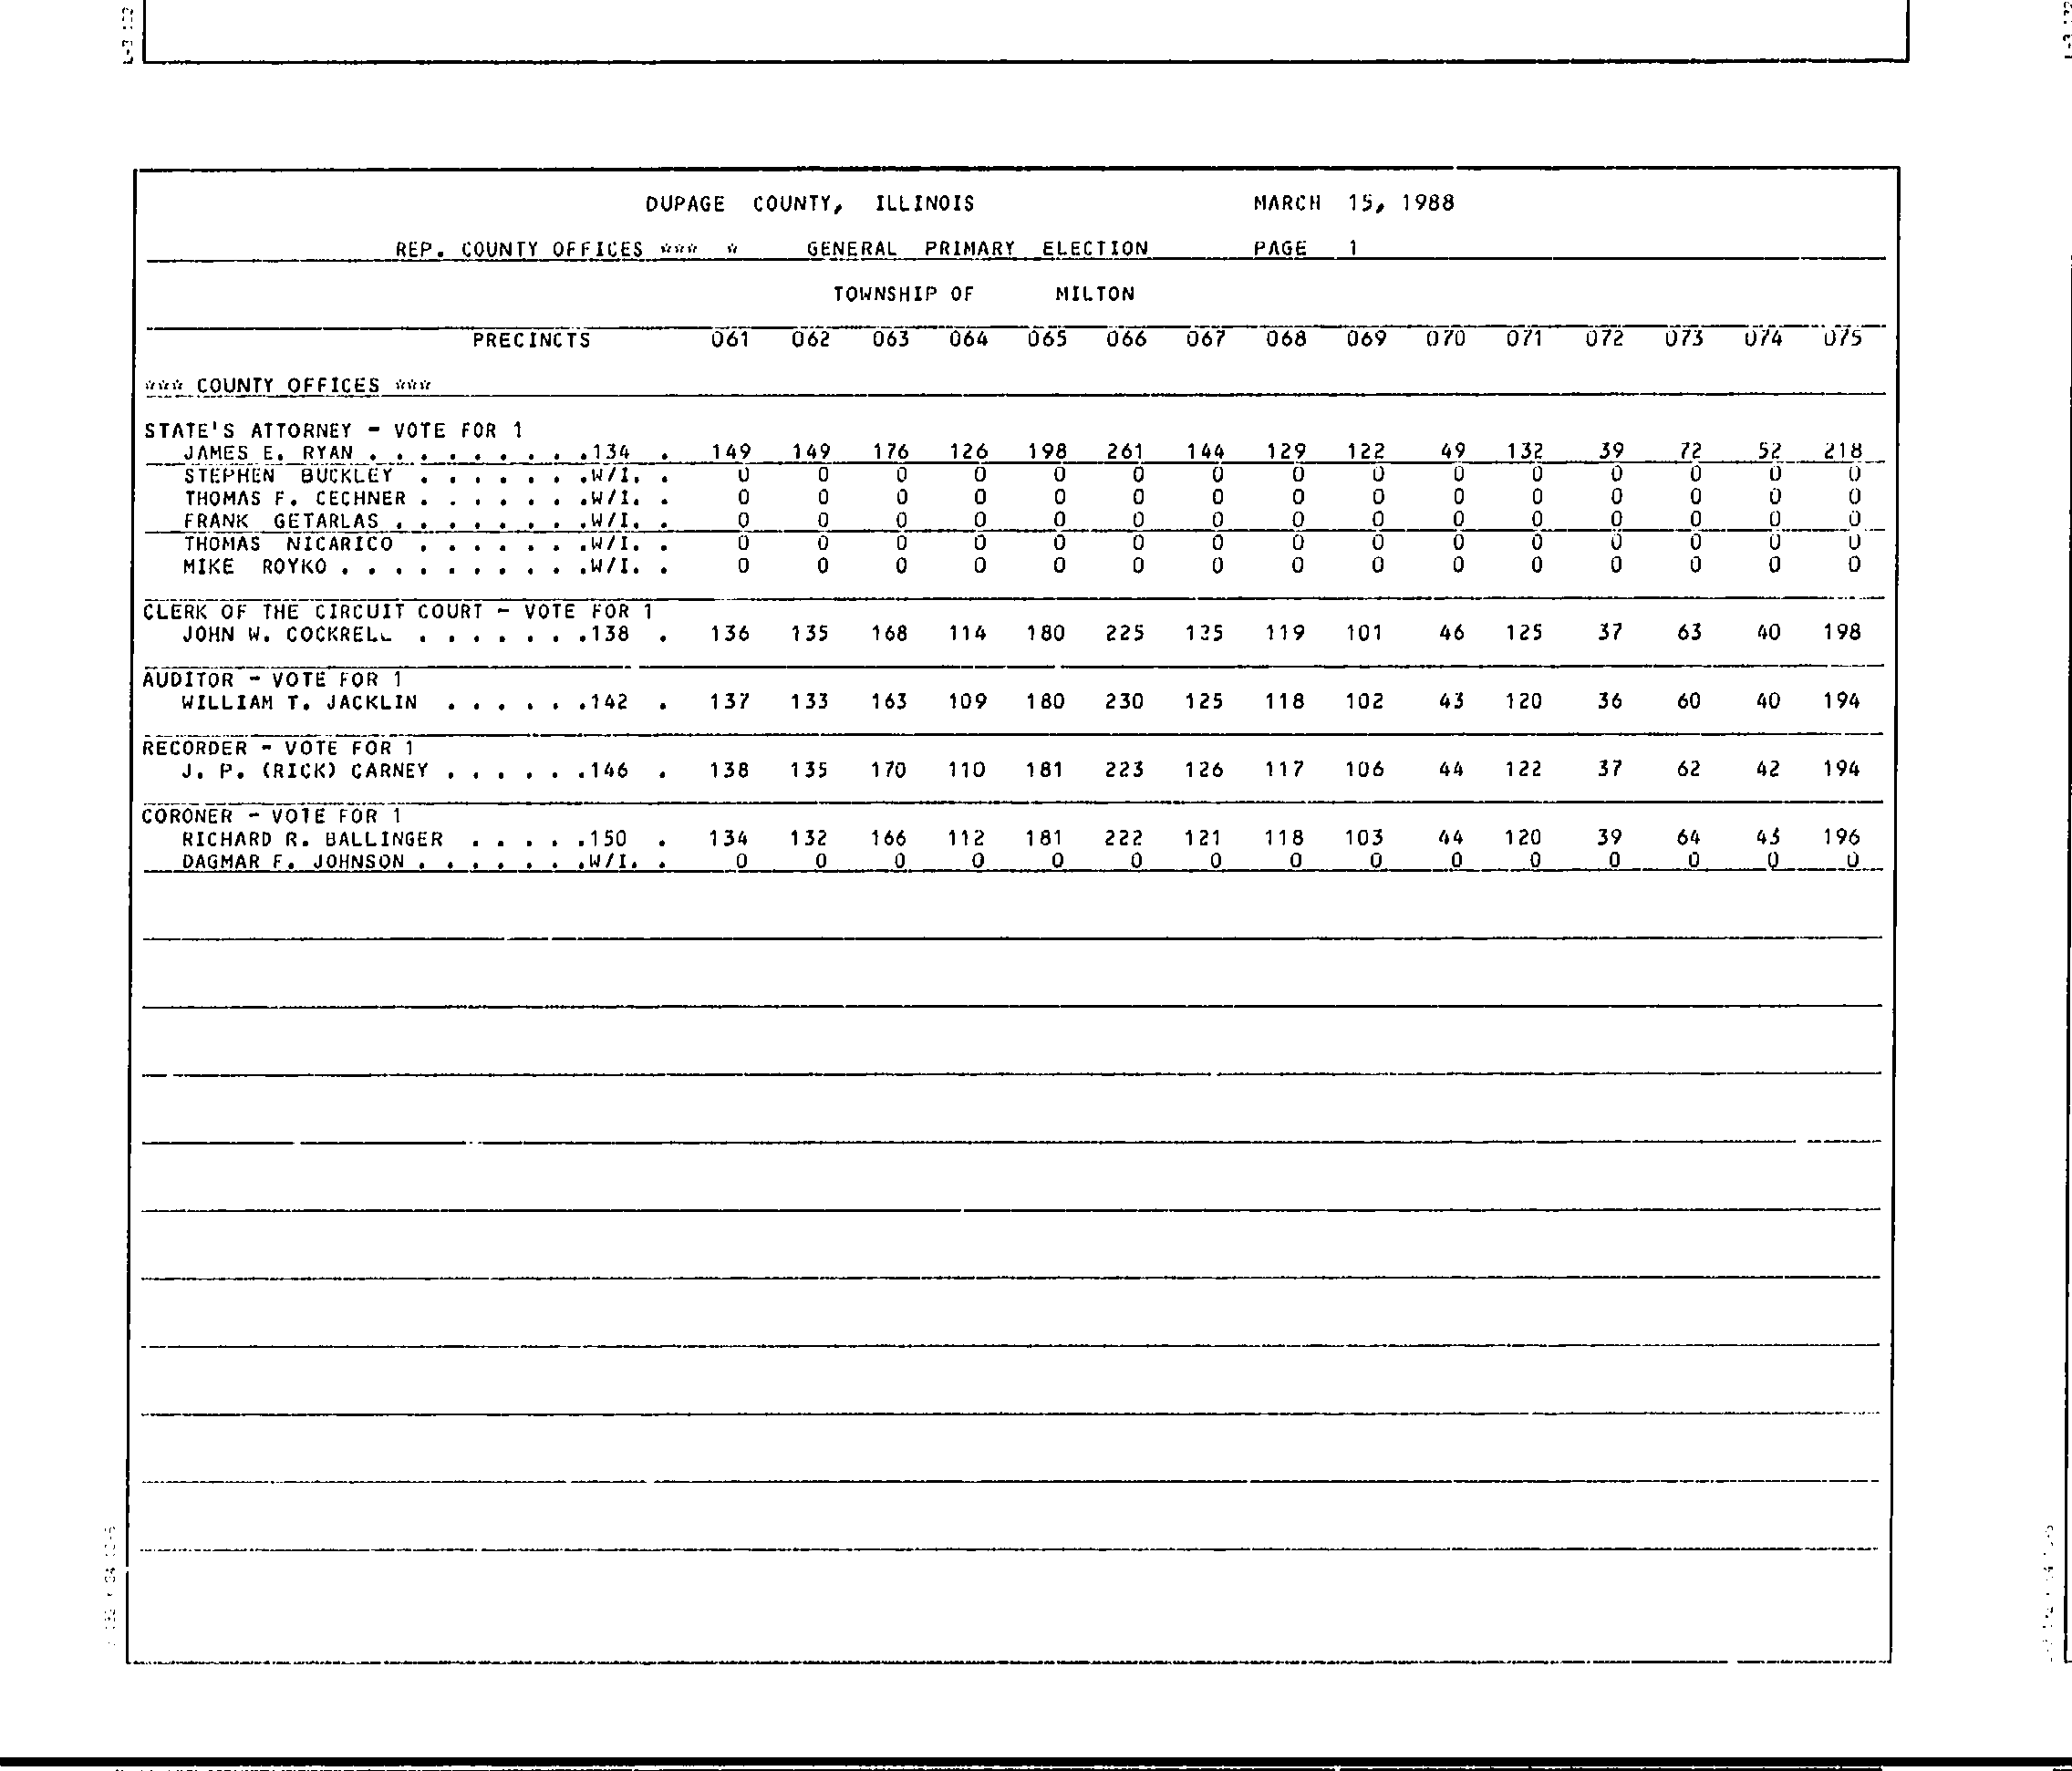 DUPAGE COUNTY, ILLINOIS MARCH 15, 1988
REP. COUNTY OFFICES *** * GENERAL PRIMARY ELECTION PAGE 1
TOWNSHIP OF MILTON
PRECINCTS 061 062 063 064 065 066 067 068 069 070 071 072 073 074 075
*** COUNTY OFFICES ***
STATE'S ATTORNEY - VOTE FOR 1
JAMES E. RYAN . . . . . . . . .134 . 149 149 176 126 198 261 144 129 122 49 132 39 72 52 218
STEPHEN BUCKLEY . . . . . . .W/I. . 0 0 0 0 0 0 0 0 0 0 0 0 0 0 0
THOMAS F. CECHNER . . . . . . .W/I. . 0 0 0 0 0 0 0 0 0 0 0 0 0 0 0
FRANK GETARLAS . . . . . . . .W/I. . 0 0 0 0 0 0 0 0 0 0 0 0 0 0 0
THOMAS NICARICO . . . . . . .W/I. . 0 0 0 0 0 0 0 0 0 0 0 0 0 0 0
MIKE ROYKO . . . . . . . . . .W/I. . 0 0 0 0 0 0 0 0 0 0 0 0 0 0 0
CLERK OF THE CIRCUIT COURT - VOTE FOR 1
JOHN W. COCKRELL . . . . . . .138 . 136 135 168 114 180 225 135 119 101 46 125 37 63 40 198
AUDITOR - VOTE FOR 1
WILLIAM T. JACKLIN . . . . . .142 . 137 133 163 109 180 230 125 118 102 43 120 36 60 40 194
RECORDER - VOTE FOR 1
J. P. (RICK) CARNEY . . . . . .146 . 138 135 170 110 181 223 126 117 106 44 122 37 62 42 194
CORONER - VOTE FOR 1
RICHARD R. BALLINGER . . . . .150 . 134 132 166 112 181 222 121 118 103 44 120 39 64 43 196
DAGMAR F. JOHNSON . . . . . . .W/I. . 0 0 0 0 0 0 0 0 0 0 0 0 0 0 0